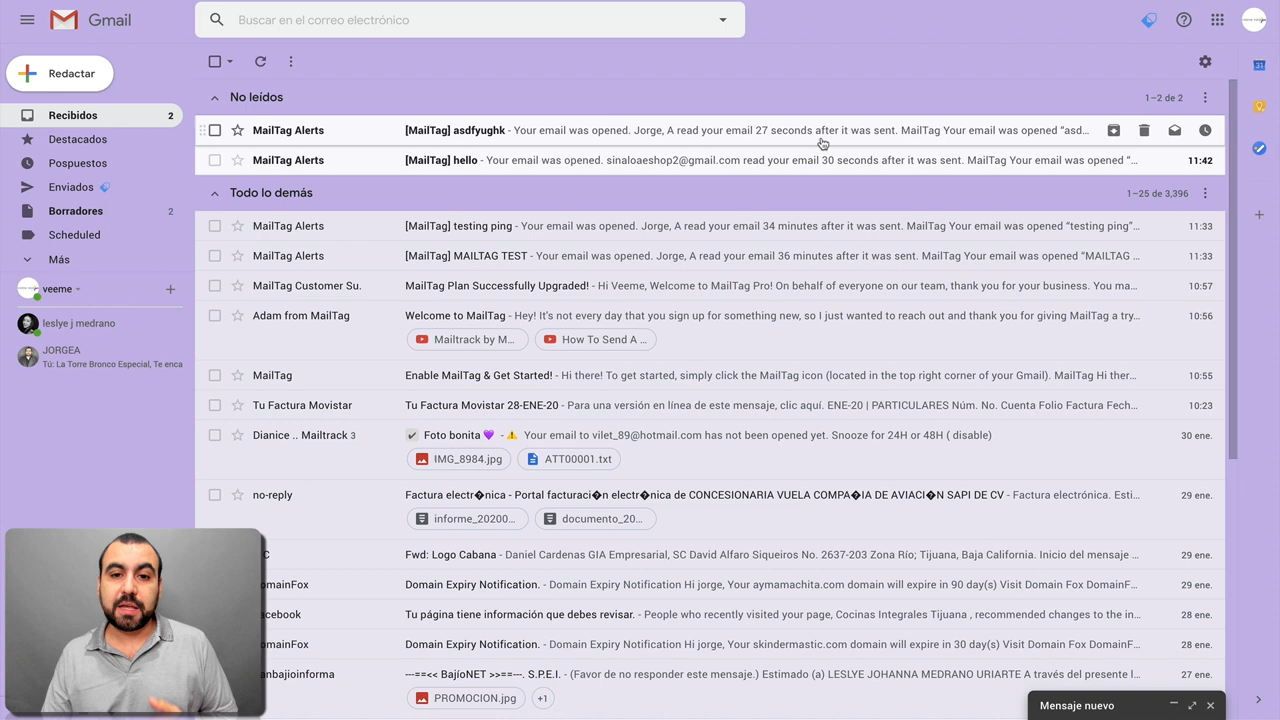 Gmail
Buscar en el correo electrónico
Redactar
Recibidos 2
Destacados
Pospuestos
Enviados
Borradores 2
Scheduled
Más
veeme
leslye j medrano
JORGEA
Tú: La Torre Bronco Especial, Te enca
No leídos 1–2 de 2
MailTag Alerts [MailTag] asdfyughk - Your email was opened. Jorge, A read your email 27 seconds after it was sent. MailTag Your email was opened “asd…
MailTag Alerts [MailTag] hello - Your email was opened. sinaloaeshop2@gmail.com read your email 30 seconds after it was sent. MailTag Your email was opened “… 11:42
Todo lo demás 1–25 de 3,396
MailTag Alerts [MailTag] testing ping - Your email was opened. Jorge, A read your email 34 minutes after it was sent. MailTag Your email was opened “testing ping”… 11:33
MailTag Alerts [MailTag] MAILTAG TEST - Your email was opened. Jorge, A read your email 36 minutes after it was sent. MailTag Your email was opened “MAILTAG … 11:33
MailTag Customer Su. MailTag Plan Successfully Upgraded! - Hi Veeme, Welcome to MailTag Pro! On behalf of everyone on our team, thank you for your business. You ma… 10:57
Adam from MailTag Welcome to MailTag - Hey! It's not every day that you sign up for something new, so I just wanted to reach out and thank you for giving MailTag a try… 10:56
Mailtrack by M… How To Send A …
MailTag Enable MailTag & Get Started! - Hi there! To get started, simply click the MailTag icon (located in the top right corner of your Gmail). MailTag Hi ther… 10:55
Tu Factura Movistar Tu Factura Movistar 28-ENE-20 - Para una versión en línea de este mensaje, clic aquí. ENE-20 | PARTICULARES Núm. No. Cuenta Folio Factura Fech… 10:23
Dianice .. Mailtrack 3 ✔ Foto bonita 💜 - ⚠ Your email to vilet_89@hotmail.com has not been opened yet. Snooze for 24H or 48H ( disable) 30 ene.
IMG_8984.jpg ATT00001.txt
no-reply Factura electr�nica - Portal facturaci�n electr�nica de CONCESIONARIA VUELA COMPA�IA DE AVIACI�N SAPI DE CV - Factura electrónica. Esti… 29 ene.
informe_20200… documento_20…
C Fwd: Logo Cabana - Daniel Cardenas GIA Empresarial, SC David Alfaro Siqueiros No. 2637-203 Zona Río; Tijuana, Baja California. Inicio del mensaje … 29 ene.
omainFox Domain Expiry Notification. - Domain Expiry Notification Hi jorge, Your aymamachita.com domain will expire in 90 day(s) Visit Domain Fox DomainF… 29 ene.
acebook Tu página tiene información que debes revisar. - People who recently visited your page, Cocinas Integrales Tijuana , recommended changes to the in… 28 ene.
omainFox Domain Expiry Notification. - Domain Expiry Notification Hi jorge, Your skindermastic.com domain will expire in 30 day(s) Visit Domain Fox DomainF… 28 ene.
anbajioinforma ---==<< BajíoNET >>==---. S.P.E.I. - (Favor de no responder este mensaje.) Estimado (a) LESLYE JOHANNA MEDRANO URIARTE A través del presente l… 27 ene.
PROMOCION.jpg +1
Mensaje nuevo
31